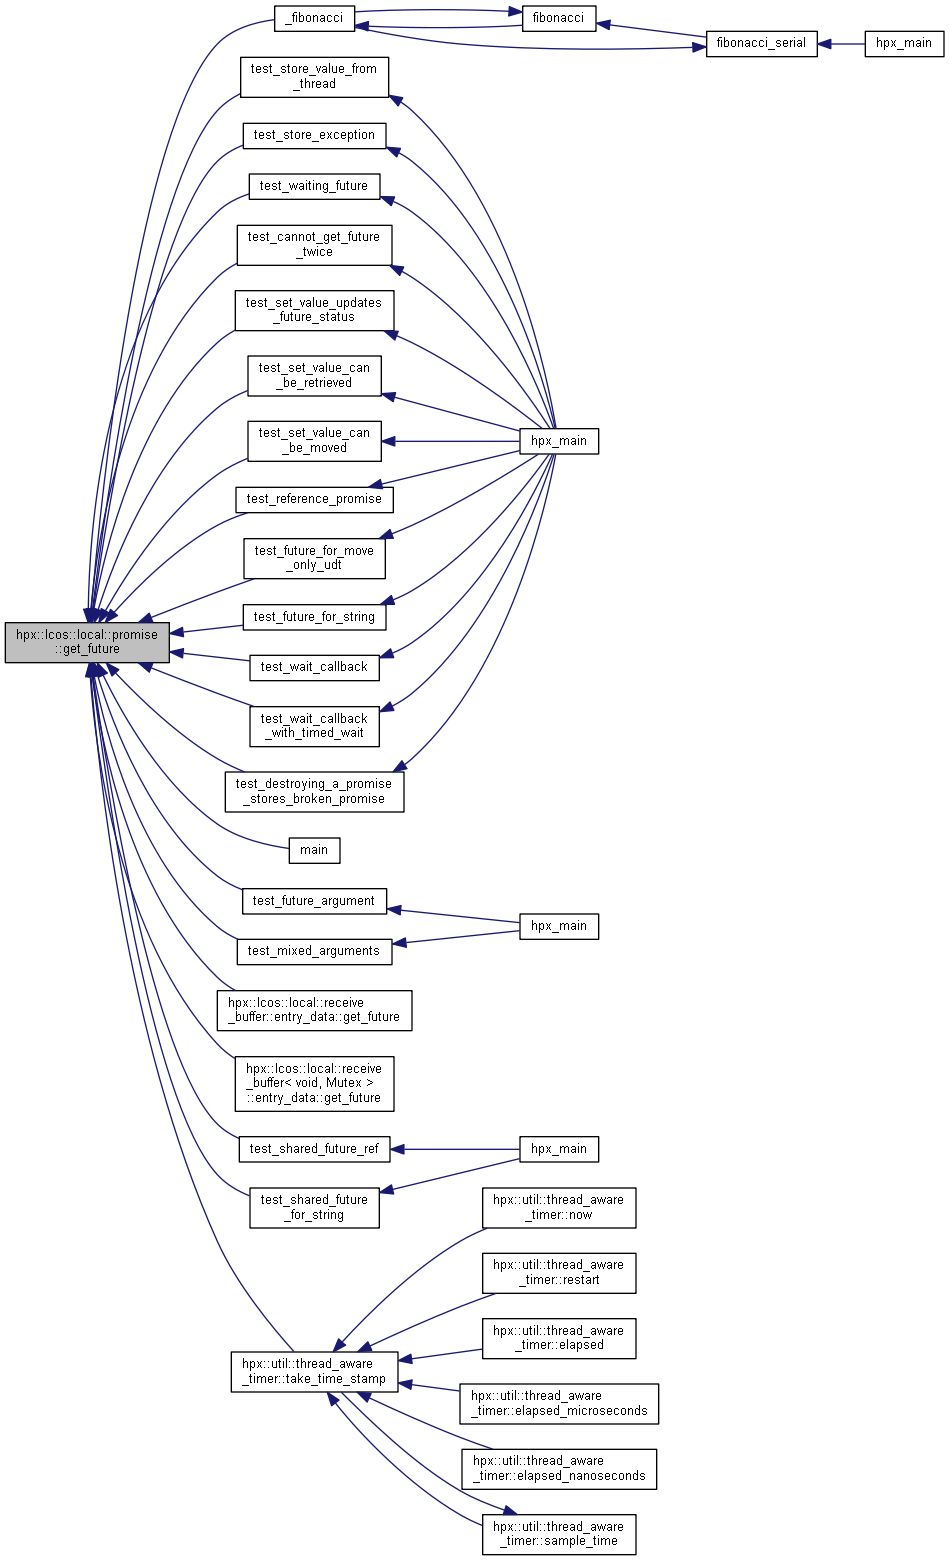 _fibonacci
fibonacci
fibonacci_serial
hpx_main
test_store_value_from
_thread
test_store_exception
test_waiting_future
test_cannot_get_future
_twice
test_set_value_updates
_future_status
test_set_value_can
_be_retrieved
test_set_value_can
_be_moved
hpx_main
test_reference_promise
test_future_for_move
_only_udt
test_future_for_string
hpx::lcos::local::promise
::get_future
test_wait_callback
test_wait_callback
_with_timed_wait
test_destroying_a_promise
_stores_broken_promise
main
test_future_argument
hpx_main
test_mixed_arguments
hpx::lcos::local::receive
_buffer::entry_data::get_future
hpx::lcos::local::receive
_buffer< void, Mutex >
::entry_data::get_future
test_shared_future_ref
hpx_main
test_shared_future
_for_string
hpx::util::thread_aware
_timer::now
hpx::util::thread_aware
_timer::restart
hpx::util::thread_aware
_timer::elapsed
hpx::util::thread_aware
_timer::take_time_stamp
hpx::util::thread_aware
_timer::elapsed_microseconds
hpx::util::thread_aware
_timer::elapsed_nanoseconds
hpx::util::thread_aware
_timer::sample_time